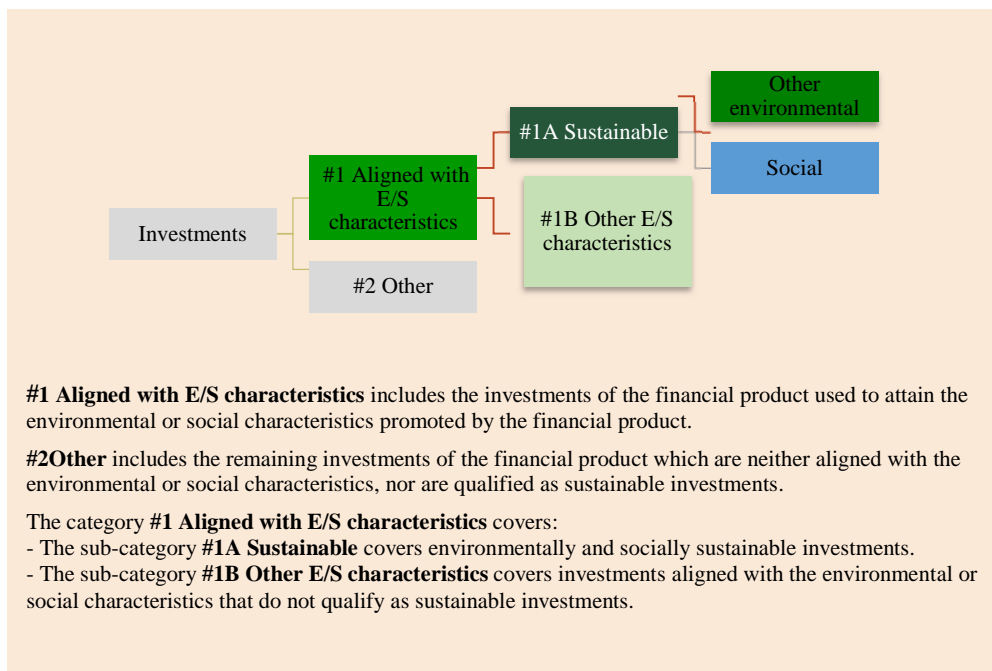 Other
environmental
#1A Sustainable
Social
#1 Aligned with
E/S
characteristics
#1B Other E/S
characteristics
Investments
#2 Other
#1 Aligned with E/S characteristics includes the investments of the financial product used to attain the
environmental or social characteristics promoted by the financial product.
#2Other includes the remaining investments of the financial product which are neither aligned with the
environmental or social characteristics, nor are qualified as sustainable investments.
The category #1 Aligned with E/S characteristics covers:
- The sub-category #1A Sustainable covers environmentally and socially sustainable investments.
- The sub-category #1B Other E/S characteristics covers investments aligned with the environmental or
social characteristics that do not qualify as sustainable investments.